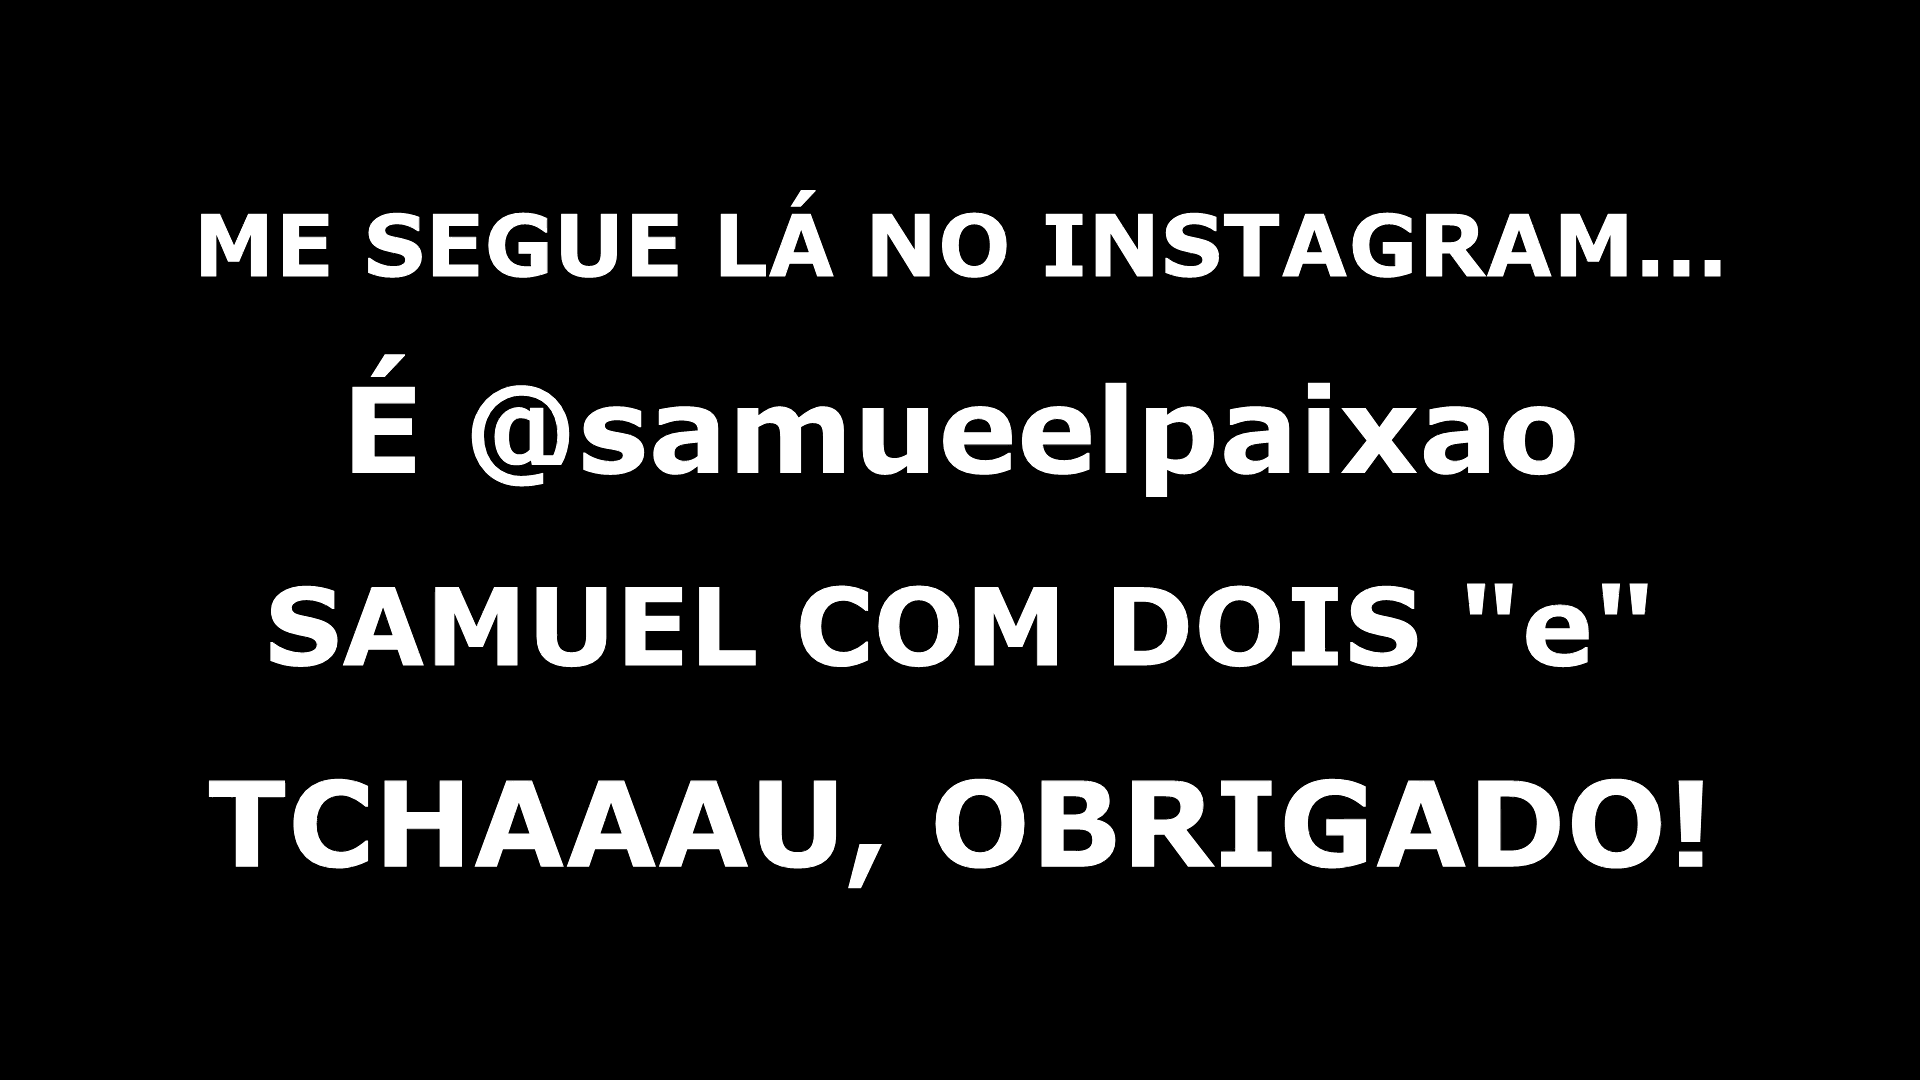 ME SEGUE LÁ NO INSTAGRAM...
É @samueelpaixao
SAMUEL COM DOIS "e"
TCHAAAU, OBRIGADO!